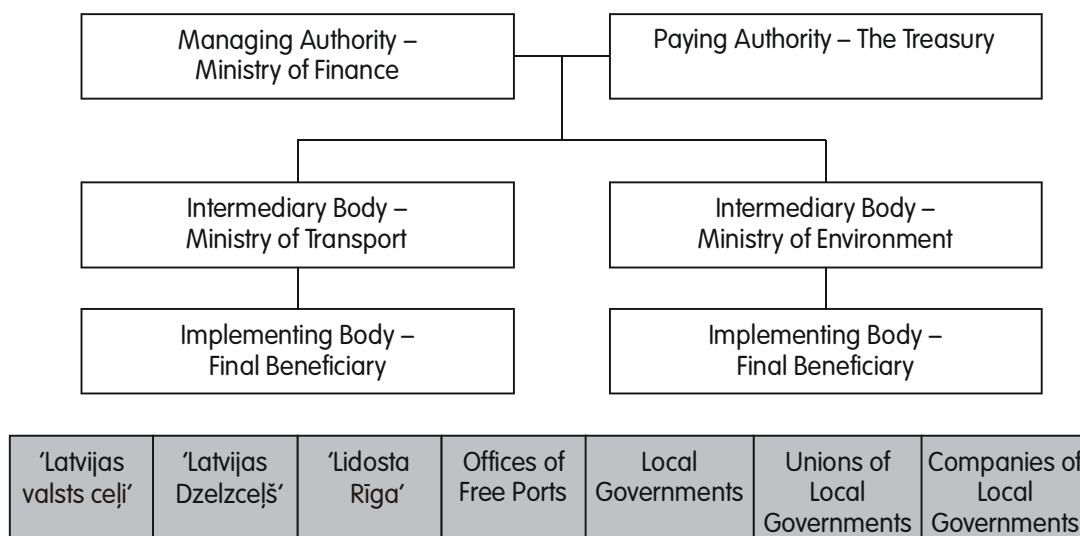 Managing Authority –
Ministry of Finance
Paying Authority – The Treasury
Intermediary Body –
Ministry of Transport
Intermediary Body –
Ministry of Environment
Implementing Body –
Final Beneficiary
Implementing Body –
Final Beneficiary
‘Latvijas
valsts ceļi’
‘Latvijas
Dzelzceļš’
‘Lidosta
Rīga’
Offices of
Free Ports
Local
Governments
Unions of
Local
Governments
Companies of
Local
Governments